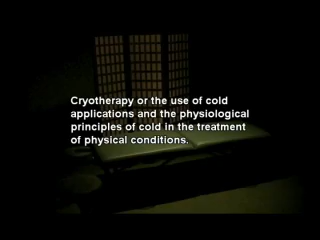 Cryotherapy or the use of cold
applications and the physiological
principles of cold in the treatment
of physical conditions.